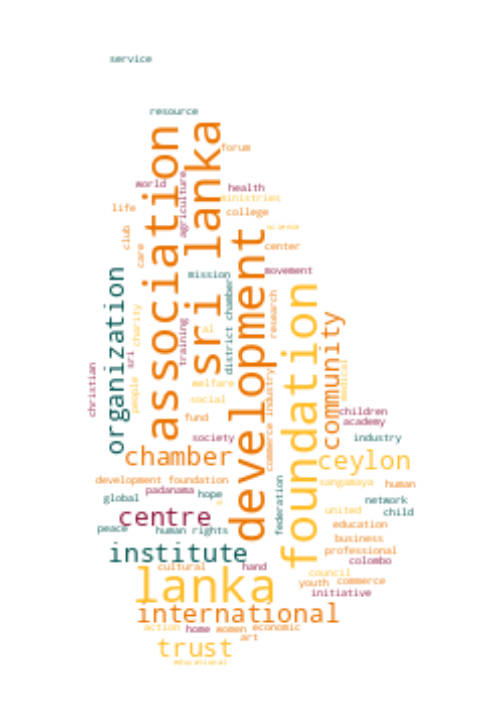 service
resource
association
sri lanka
forum
world
agriculture
health
ministries
life
college
club
care
science
center
development
organization
mission
movement
district chamber
foundation
research
charity
training
al
community
sri
people
christian
welfare
medical
social
commerce industry
fund
children
academy
society
industry
chamber
ceylon
development foundation
federation
sangamaya
human
padanama
hope
global
network
united
child
centre
peace
human rights
education
business
institute
professional
colombo
cultural
hand
council
lanka
youth
commerce
initiative
international
action
home
women
economic
art
trust
educational